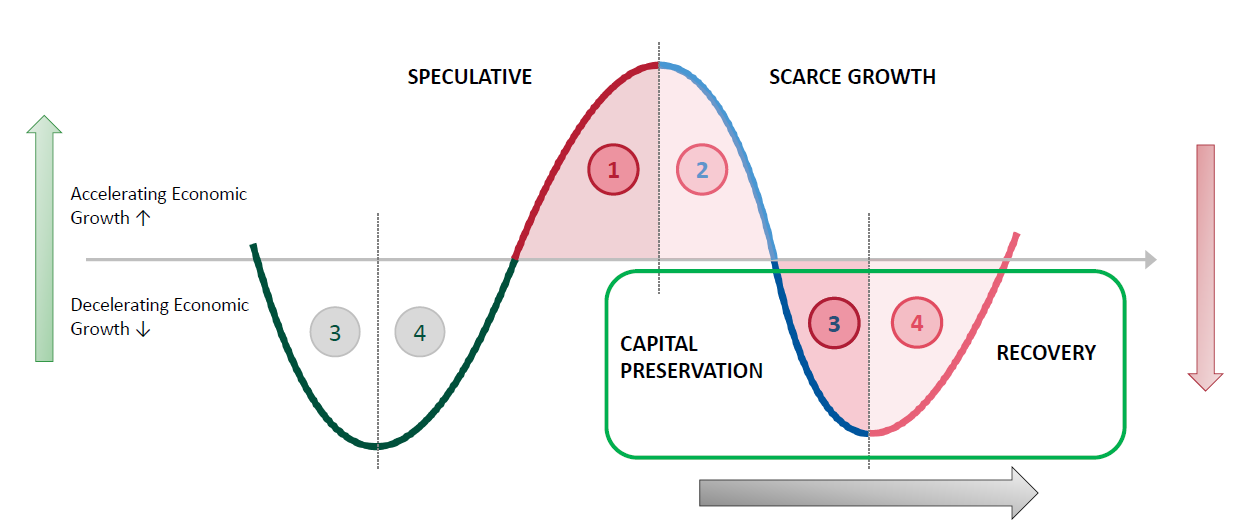 SPECULATIVE
SCARCE GROWTH
1
2
Accelerating Economic
Growth ↑
Decelerating Economic
Growth ↓
3
4
3
4
CAPITAL
PRESERVATION
RECOVERY